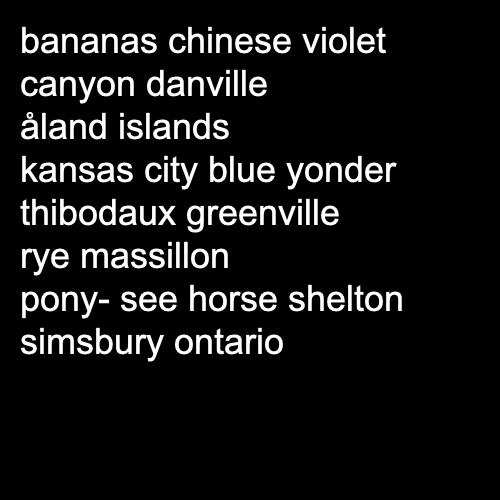 bananas chinese violet
canyon danville
åland islands
kansas city blue yonder
thibodaux greenville
rye massillon
pony- see horse shelton
simsbury ontario